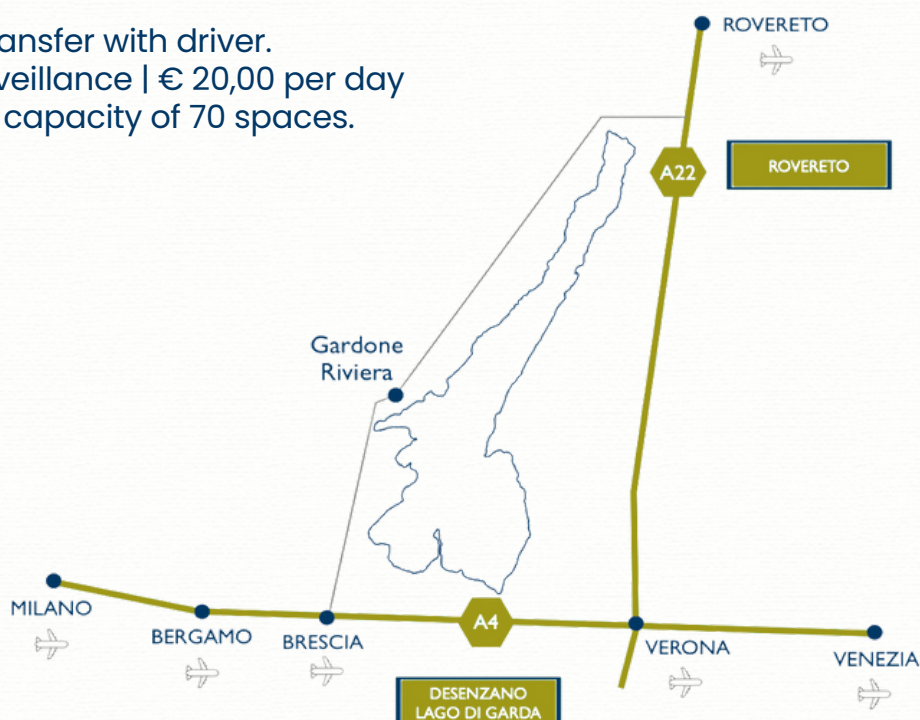 ansfer with driver.
veillance | € 20,00 per day
capacity of 70 spaces.
ROVERETO
A22
ROVERETO
Gardone
Riviera
MILANO
BERGAMO
BRESCIA
A4
VERONA
VENEZIA
DESENZANO
LAGO DI GARDA